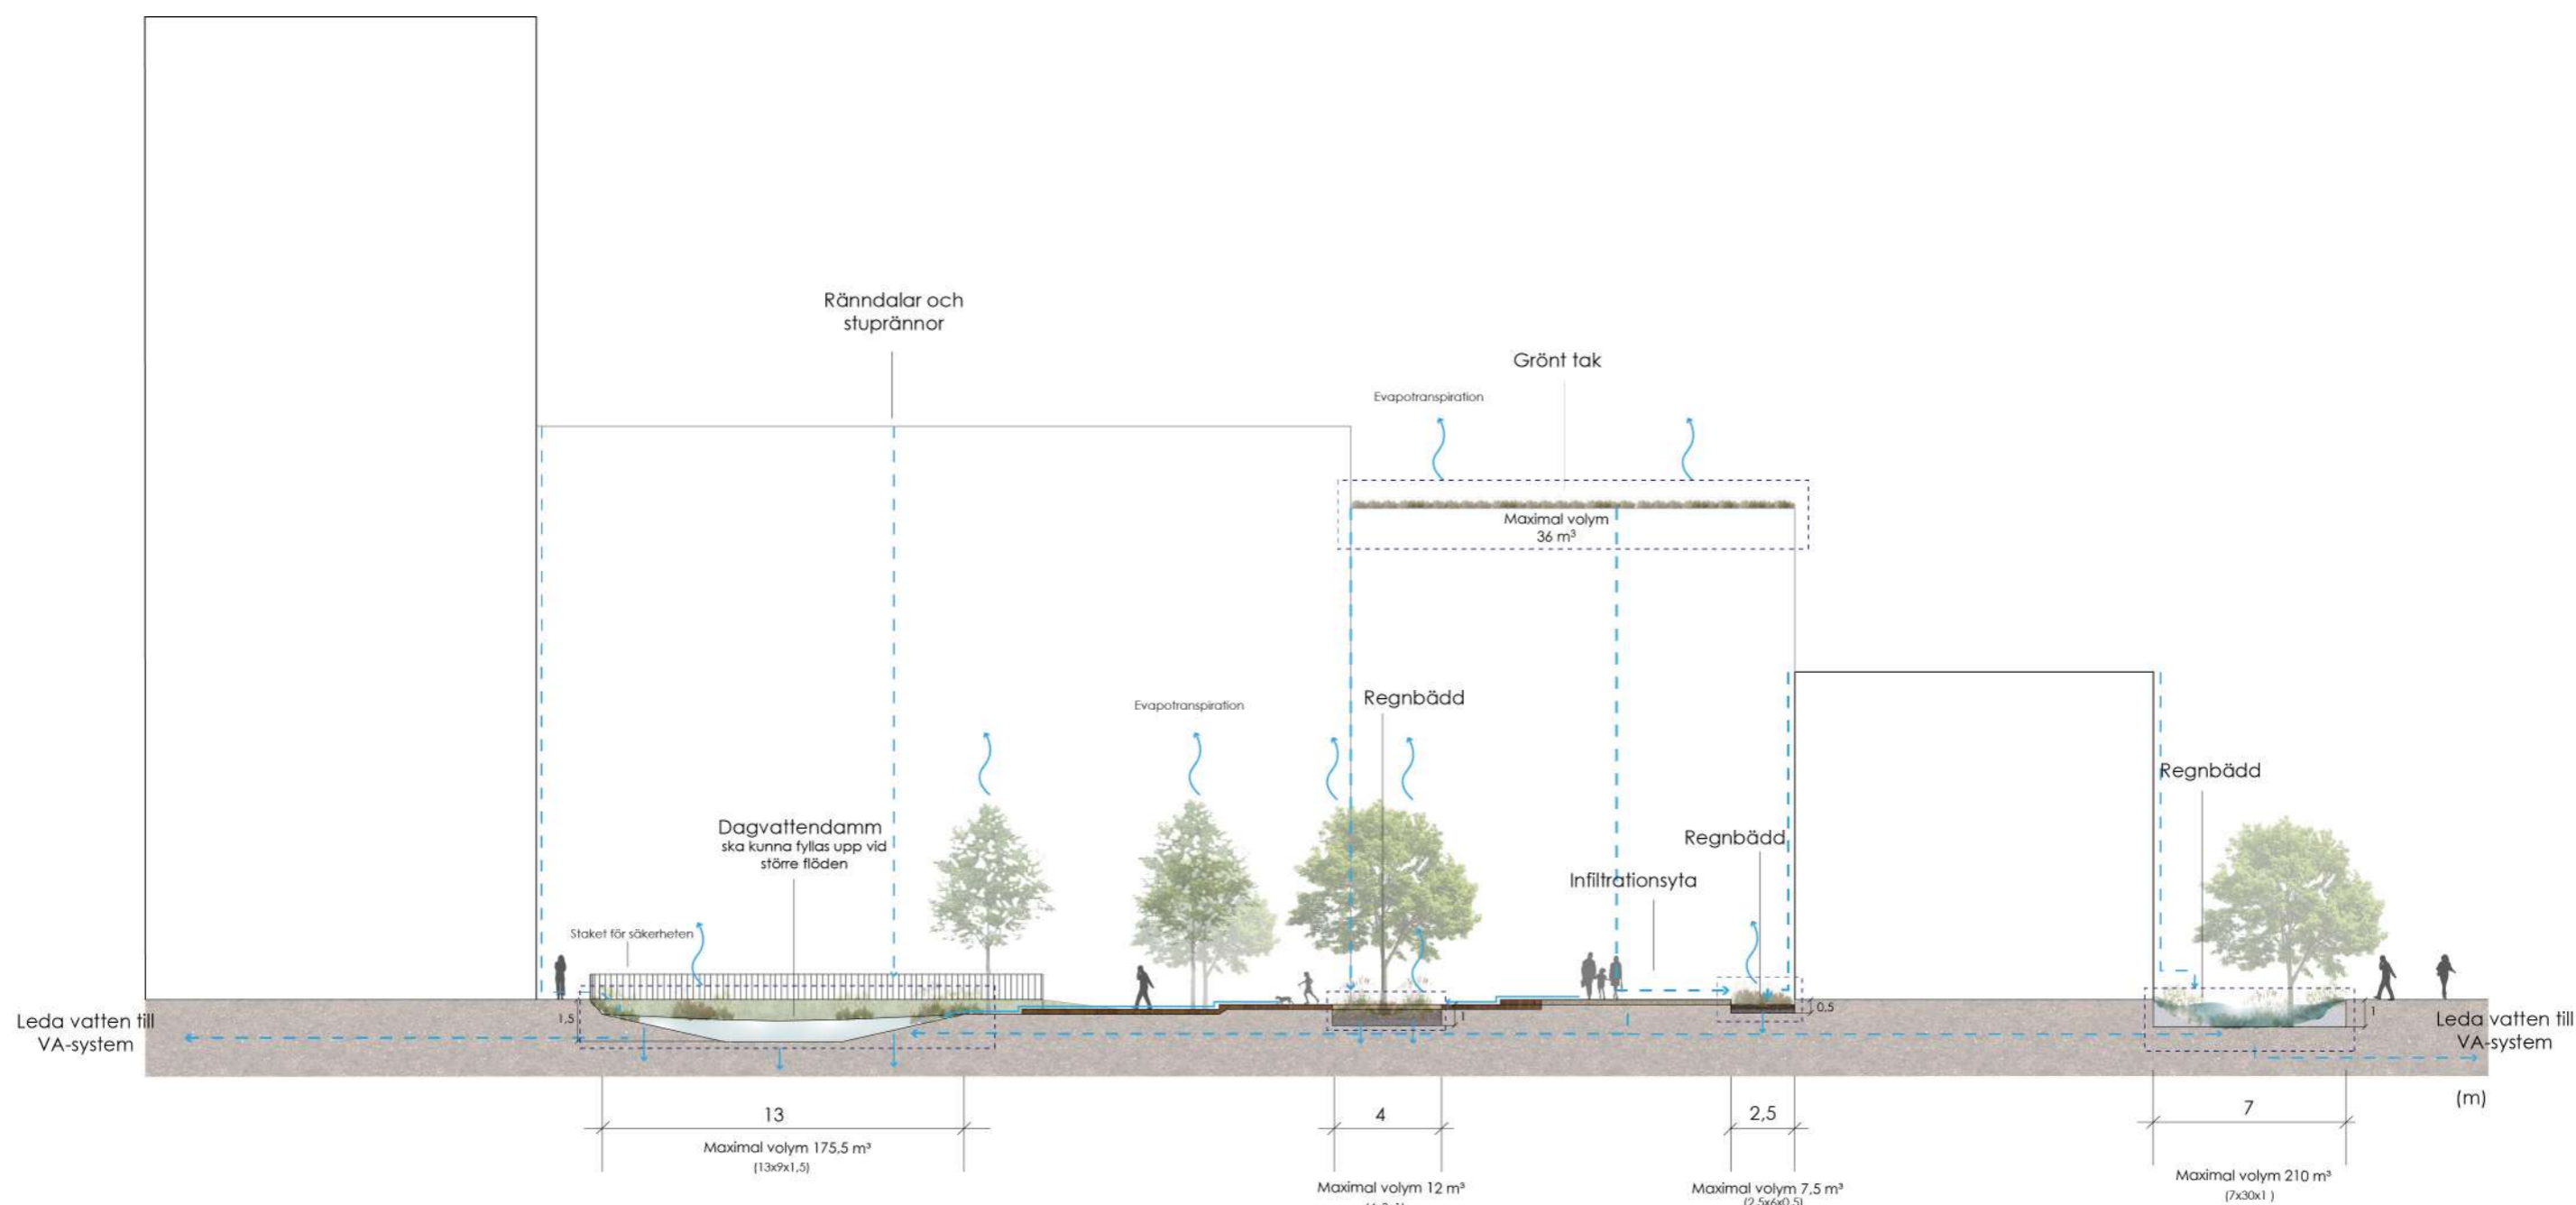 Ränndalar och
stuprännor
Grönt tak
Evapotranspiration
Maximal volym
36 m³
Evapotranspiration
Regnbädd
Regnbädd
Dagvattendamm
ska kunna fyllas upp vid
större flöden
Regnbädd
Infiltrationsyta
Staket för säkerheten
1,5
1
0,5
1
Leda vatten till
VA-system
Leda vatten till
VA-system
(m)
13
4
2,5
7
Maximal volym 175,5 m³
(13x9x1,5)
Maximal volym 12 m³
Maximal volym 7,5 m³
(2,5x6x0,5)
Maximal volym 210 m³
(7x30x1 )